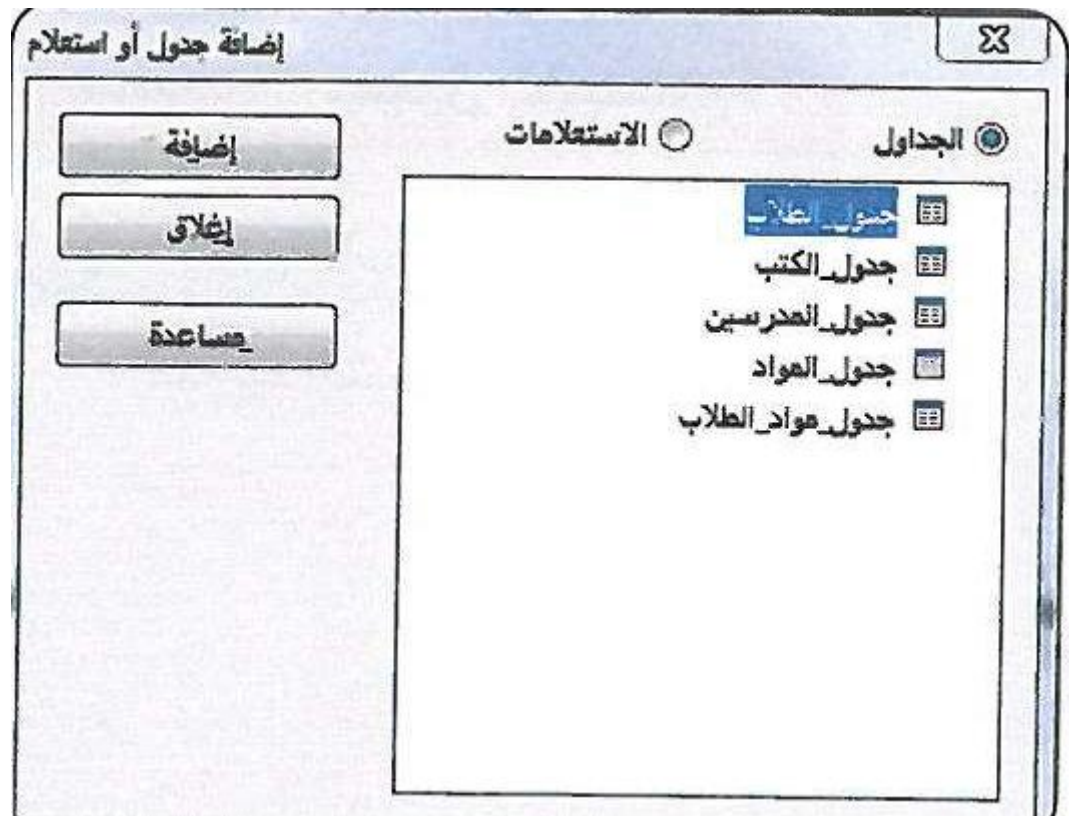 إضافة جدول أو استعلام
الجداول
الاستعلامات
جدول_الطلاب
جدول_الكتب
جدول_المدرسين
جدول_المواد
جدول_مواد_الطلاب
إضافة
إغلاق
مساعدة